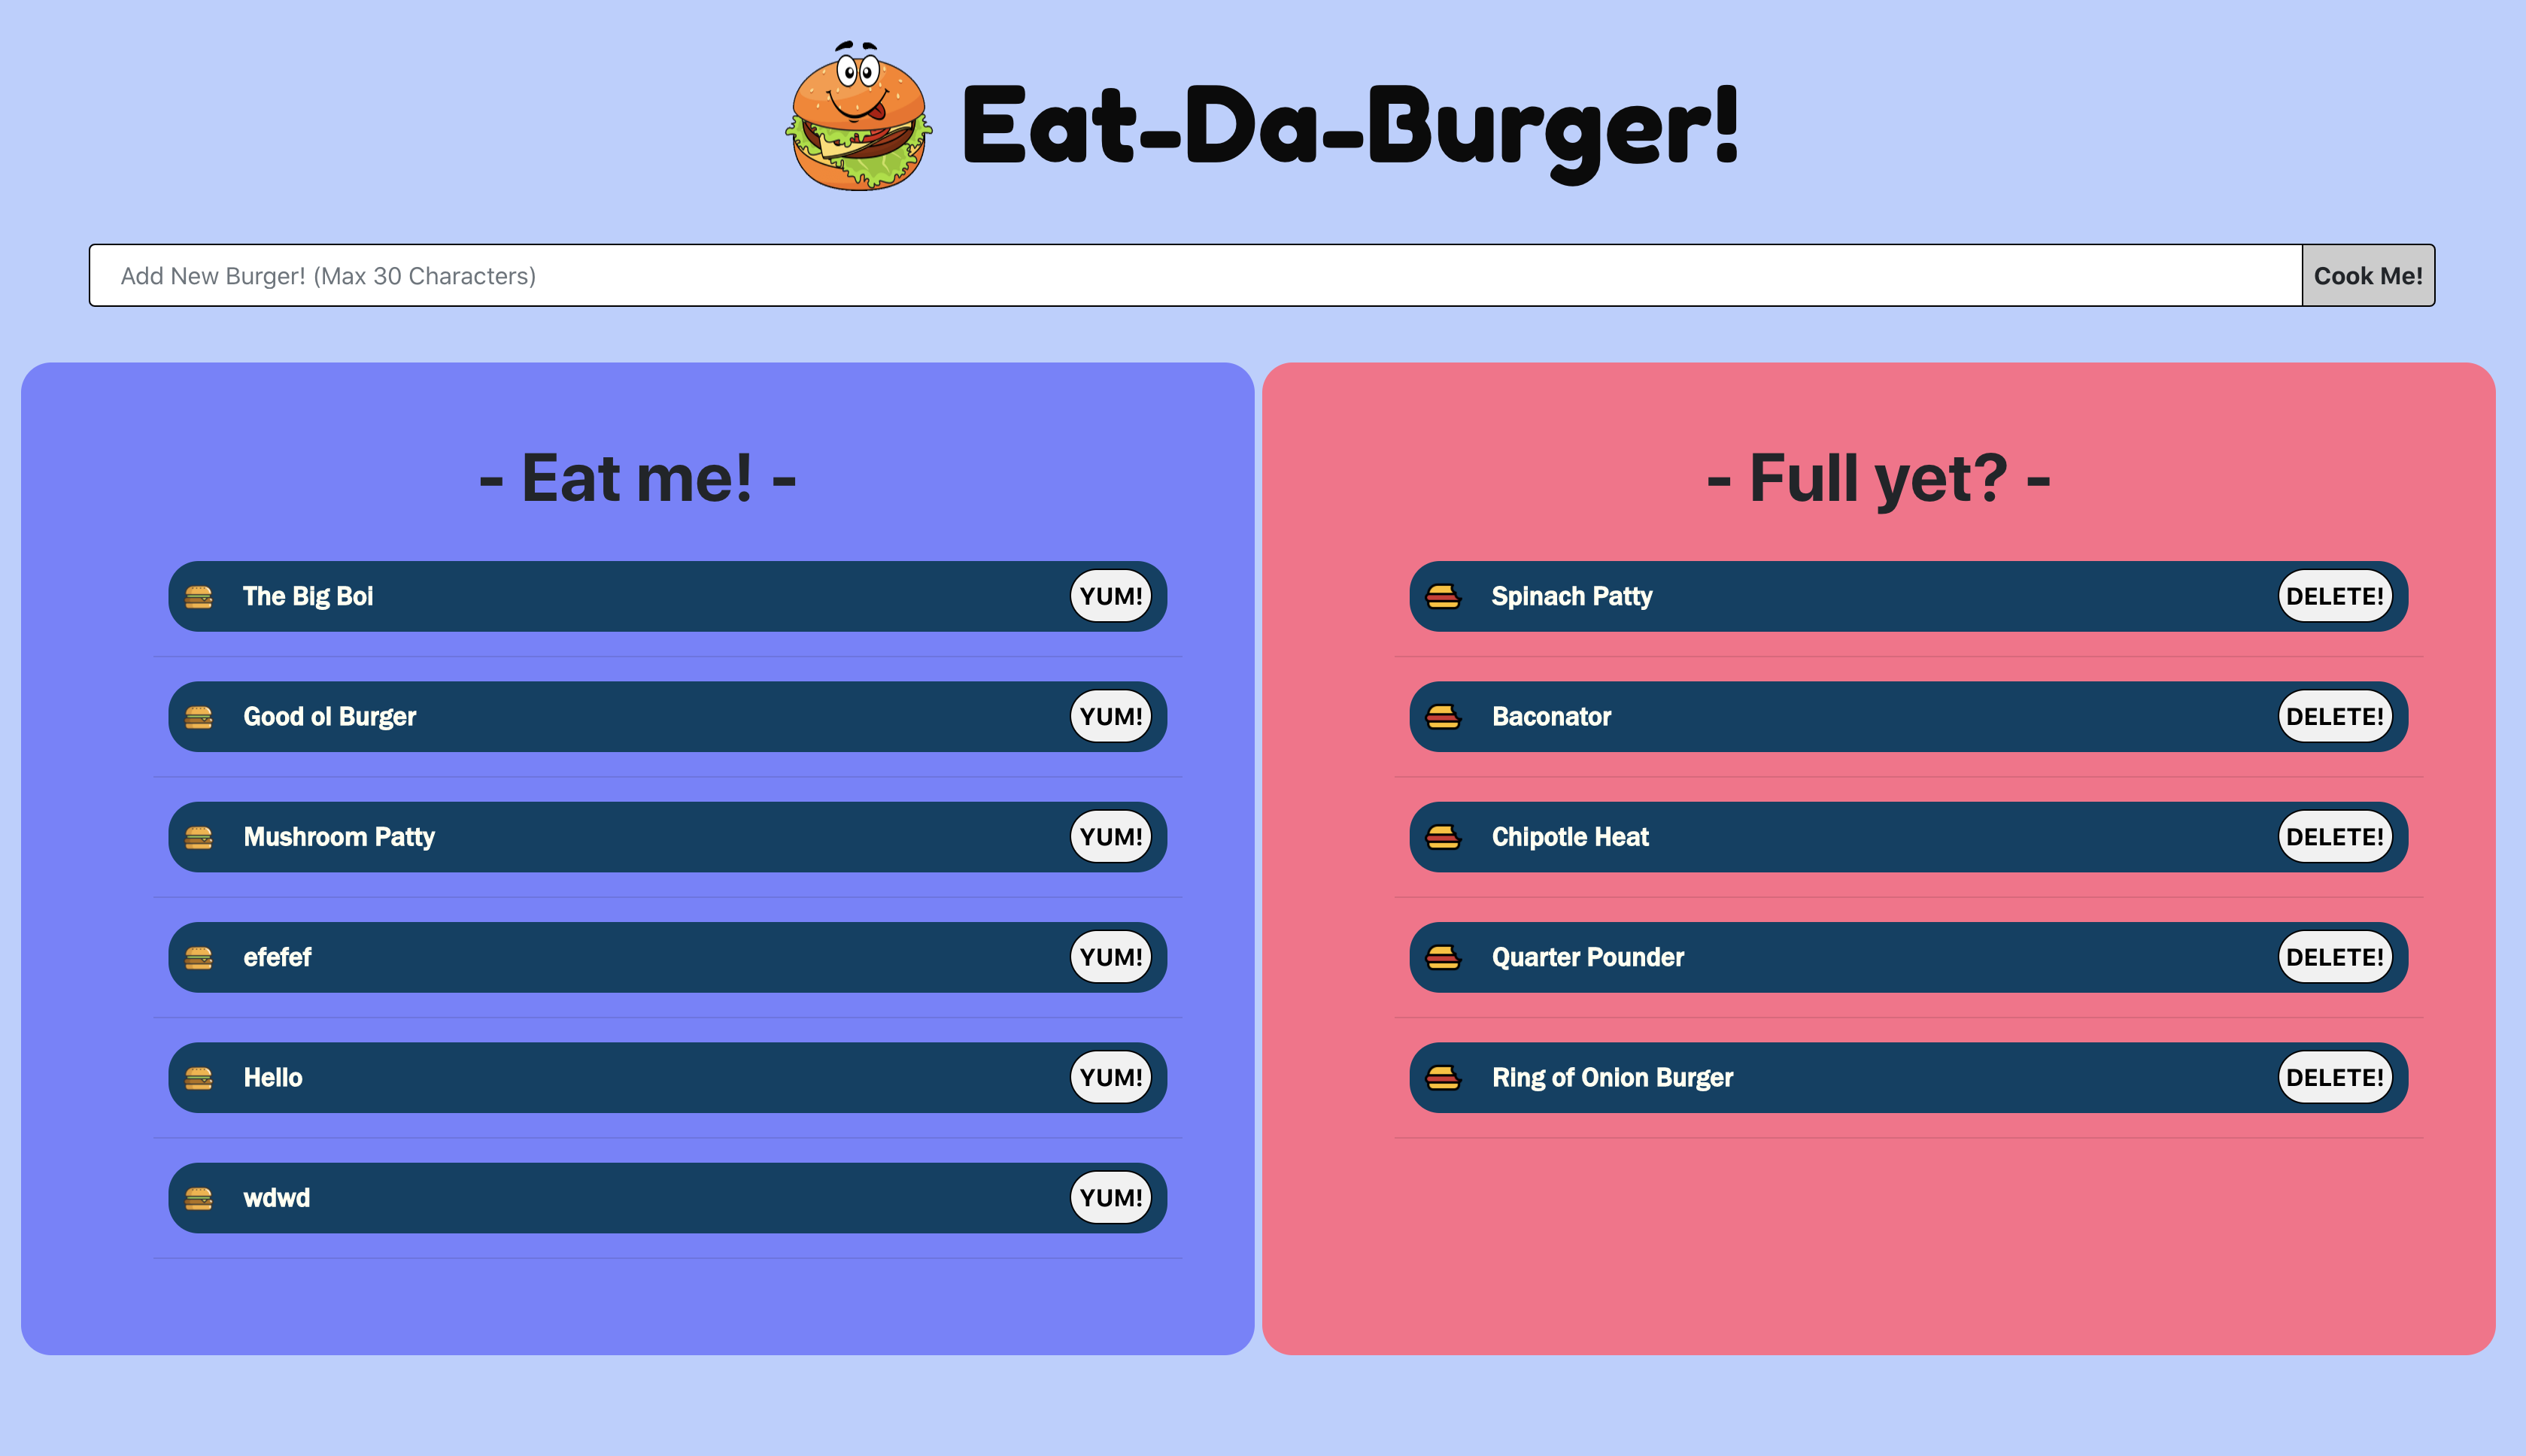 Eat-Da-Burger!
Add New Burger! (Max 30 Characters)
Cook Me!
- Eat me! -
The Big Boi YUM!
Good ol Burger YUM!
Mushroom Patty YUM!
efefef YUM!
Hello YUM!
wdwd YUM!
- Full yet? -
Spinach Patty DELETE!
Baconator DELETE!
Chipotle Heat DELETE!
Quarter Pounder DELETE!
Ring of Onion Burger DELETE!